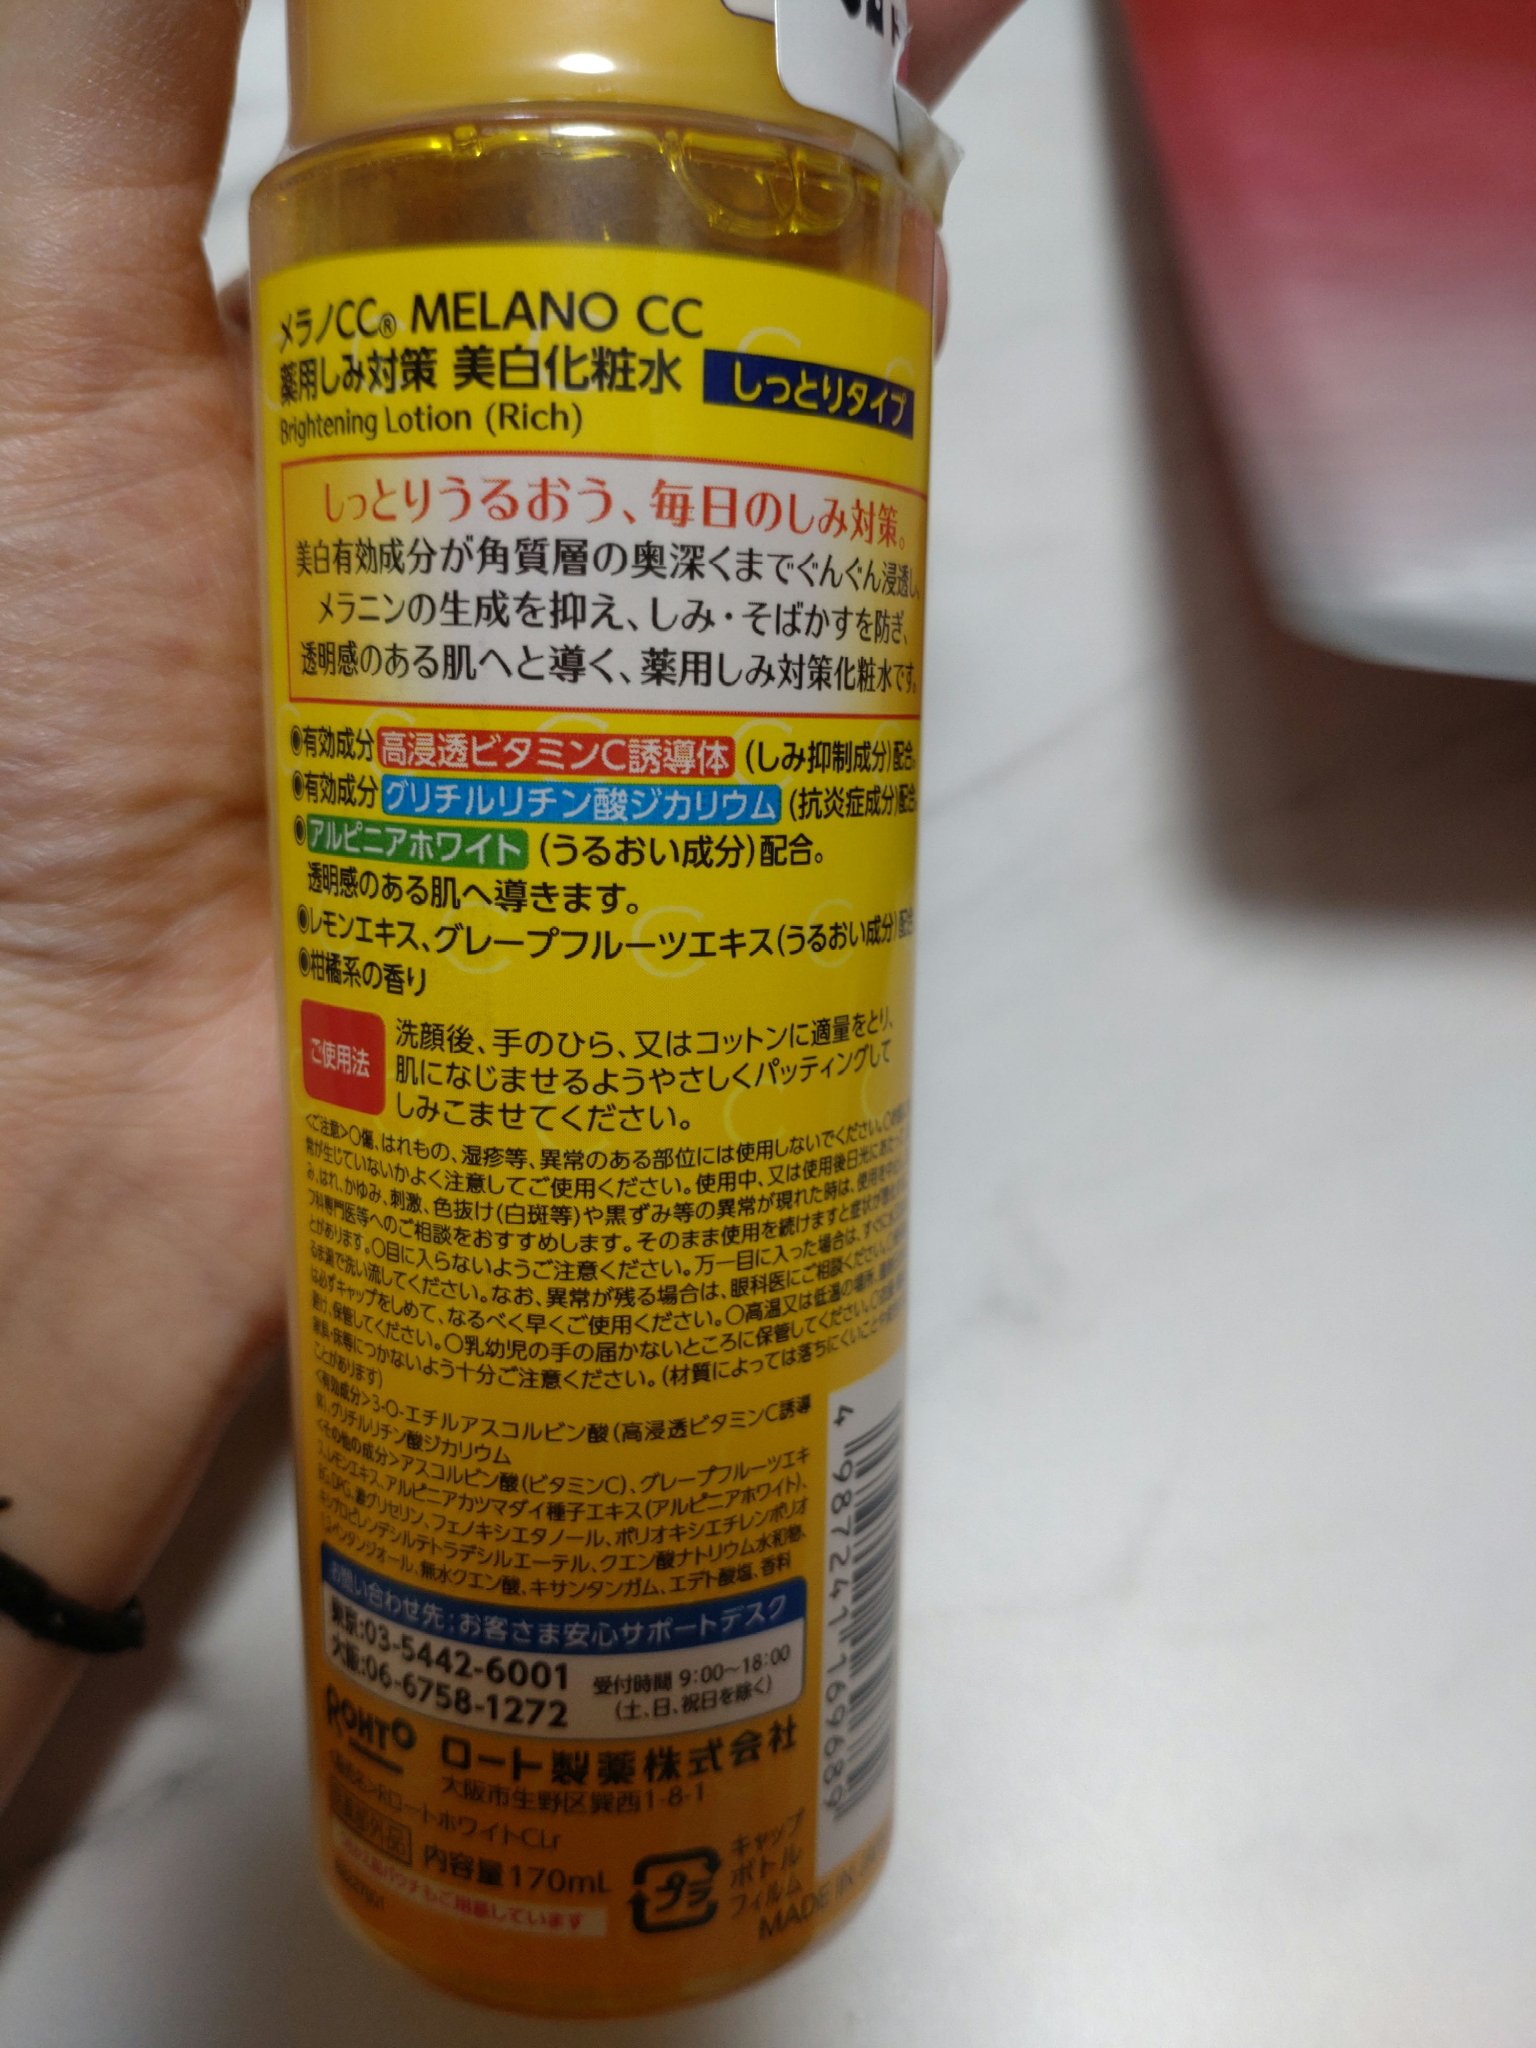 メラノCC® MELANO CC
薬用しみ対策 美白化粧水 しっとりタイプ
Brightening Lotion (Rich)
しっとりうるおう、毎日のしみ対策。
美白有効成分が角質層の奥深くまでぐんぐん浸透し、
メラニンの生成を抑え、しみ・そばかすを防ぎ、
透明感のある肌へと導く、薬用しみ対策化粧水です。
◉有効成分 高浸透ビタミンC誘導体 (しみ抑制成分)配合。
◉有効成分 グリチルリチン酸ジカリウム (抗炎症成分)配合
◉アルピニアホワイト (うるおい成分)配合。
透明感のある肌へ導きます。
◉レモンエキス、グレープフルーツエキス(うるおい成分)配合
◉柑橘系の香り
ご使用法
洗顔後、手のひら、又はコットンに適量をとり、
肌になじませるようやさしくパッティングして
しみこませてください。
<ご注意>○傷、はれもの、湿疹等、異常のある部位には使用しないでください。
常が生じていないかよく注意してご使用ください。使用中、又は使用後日光にあたって
み、はれ、かゆみ、刺激、色抜け(白斑等)や黒ずみ等の異常が現れた時は、使用を中
フ科専門医等へのご相談をおすすめします。そのまま使用を続けますと症状が
とがあります。○目に入らないようご注意ください。万一目に入った場合は、すぐに
るま湯で洗い流してください。なお、異常が残る場合は、眼科医にご相談ください。
は必ずキャップをしめて、なるべく早くご使用ください。○高温又は低温の場所、
避け、保管してください。○乳幼児の手の届かないところに保管してください。
家具・床等につかないよう十分ご注意ください。(材質によっては落ちにくいことや
ことがあります)
<有効成分>3-O-エチルアスコルビン酸(高浸透ビタミンC誘導
体)、グリチルリチン酸ジカリウム
<その他の成分>アスコルビン酸(ビタミンC)、グレープフルーツエキ
ス、レモンエキス、アルピニアカツマダイ種子エキス(アルピニアホワイト)、
BG、DPG、濃グリセリン、フェノキシエタノール、ポリオキシエチレンポリオ
キシプロピレンデシルテトラデシルエーテル、クエン酸ナトリウム水和物、
ペンタンジオール、無水クエン酸、キサンタンガム、エデト酸塩、香料
お問い合わせ先:お客さま安心サポートデスク
東京:03-5442-6001
大阪:06-6758-1272
受付時間 9:00~18:00
(土、日、祝日を除く)
ROHTO ロート製薬株式会社
大阪市生野区巽西1-8-1
ロートホワイトCLr
医薬部外品 内容量170mL
もご用意しています
プラ
キャップ
ボトル
フィルム
MADE IN
4 987241 169689